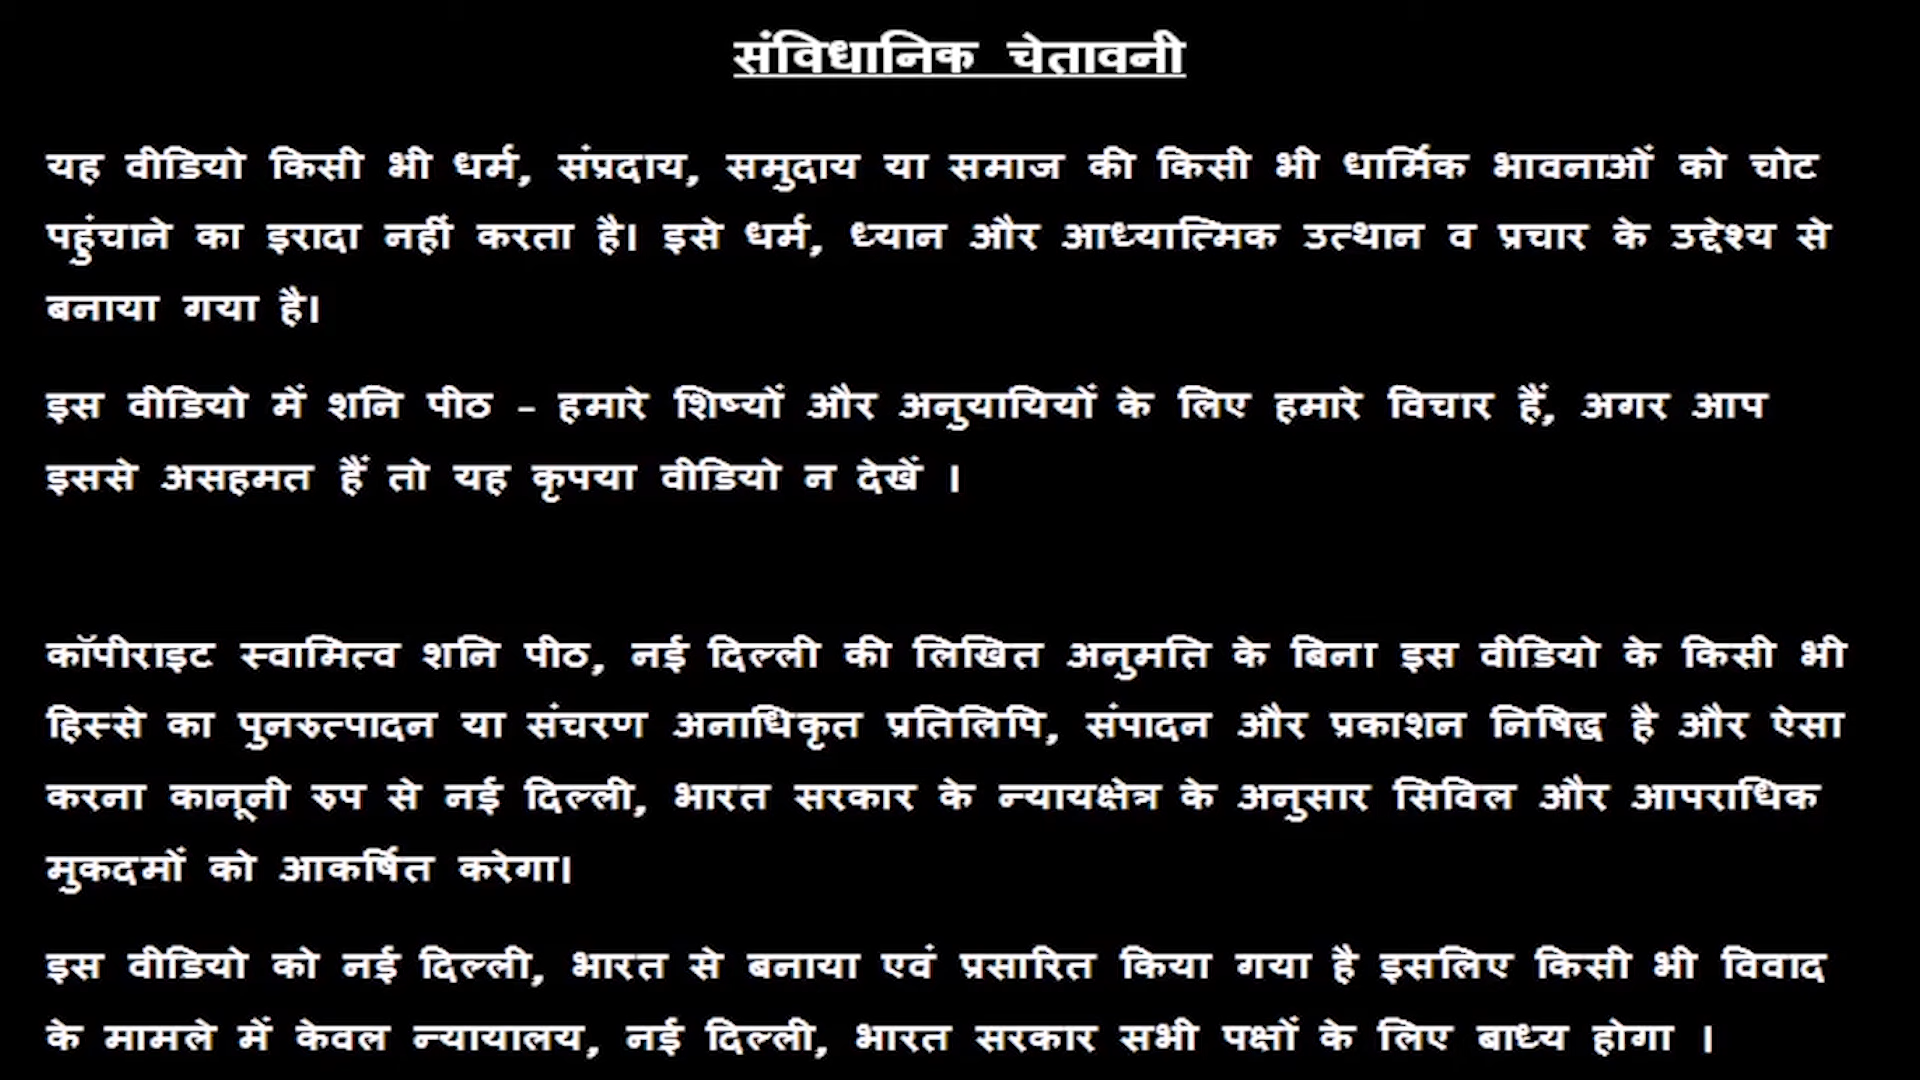 संविधानिक चेतावनी
यह वीडियो किसी भी धर्म, संप्रदाय, समुदाय या समाज की किसी भी धार्मिक भावनाओं को चोट
पहुंचाने का इरादा नहीं करता है। इसे धर्म, ध्यान और आध्यात्मिक उत्थान व प्रचार के उद्देश्य से
बनाया गया है।
इस वीडियो में शनि पीठ – हमारे शिष्यों और अनुयायियों के लिए हमारे विचार हैं, अगर आप
इससे असहमत हैं तो यह कृपया वीडियो न देखें ।
कॉपीराइट स्वामित्व शनि पीठ, नई दिल्ली की लिखित अनुमति के बिना इस वीडियो के किसी भी
हिस्से का पुनरुत्पादन या संचरण अनाधिकृत प्रतिलिपि, संपादन और प्रकाशन निषिद्ध है और ऐसा
करना कानूनी रुप से नई दिल्ली, भारत सरकार के न्यायक्षेत्र के अनुसार सिविल और आपराधिक
मुकदमों को आकर्षित करेगा।
इस वीडियो को नई दिल्ली, भारत से बनाया एवं प्रसारित किया गया है इसलिए किसी भी विवाद
के मामले में केवल न्यायालय, नई दिल्ली, भारत सरकार सभी पक्षों के लिए बाध्य होगा ।